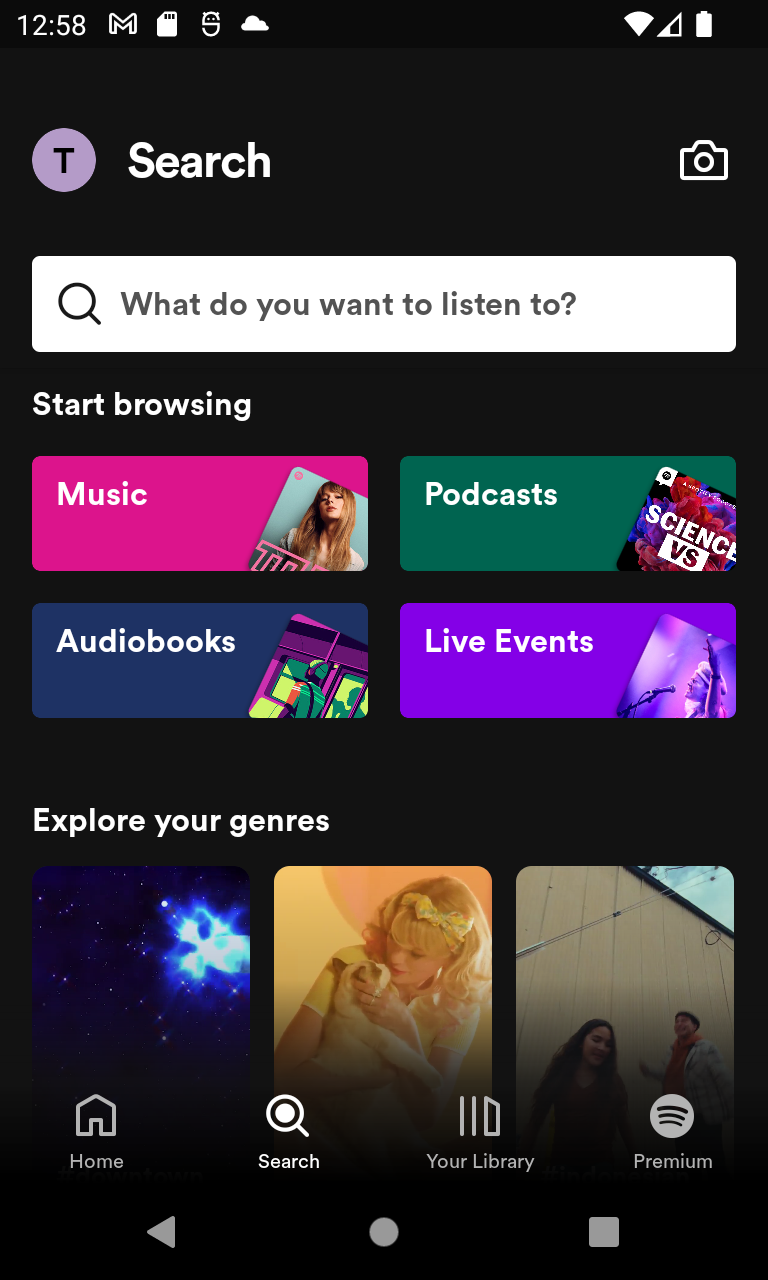 12:58
T
Search
What do you want to listen to?
Start browsing
Music
Podcasts
SCIENCE
VS
Audiobooks
Live Events
Explore your genres
Home
Search
Your Library
Premium
#downtown